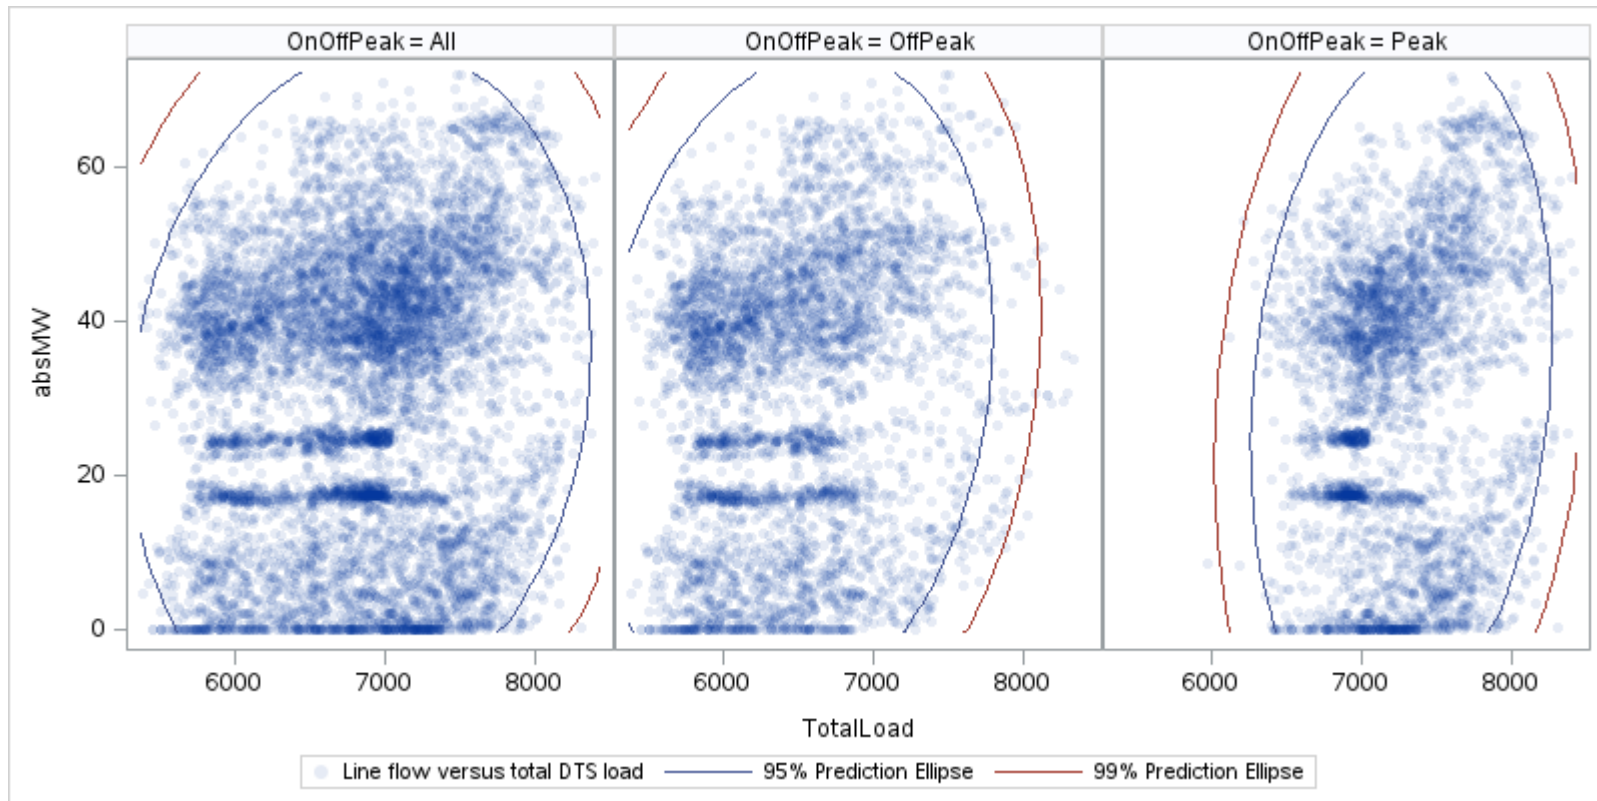 OnOffPeak = All
OnOffPeak = OffPeak
OnOffPeak = Peak
absMW
60
40
20
0
6000 7000 8000
6000 7000 8000
6000 7000 8000
TotalLoad
Line flow versus total DTS load
95% Prediction Ellipse
99% Prediction Ellipse